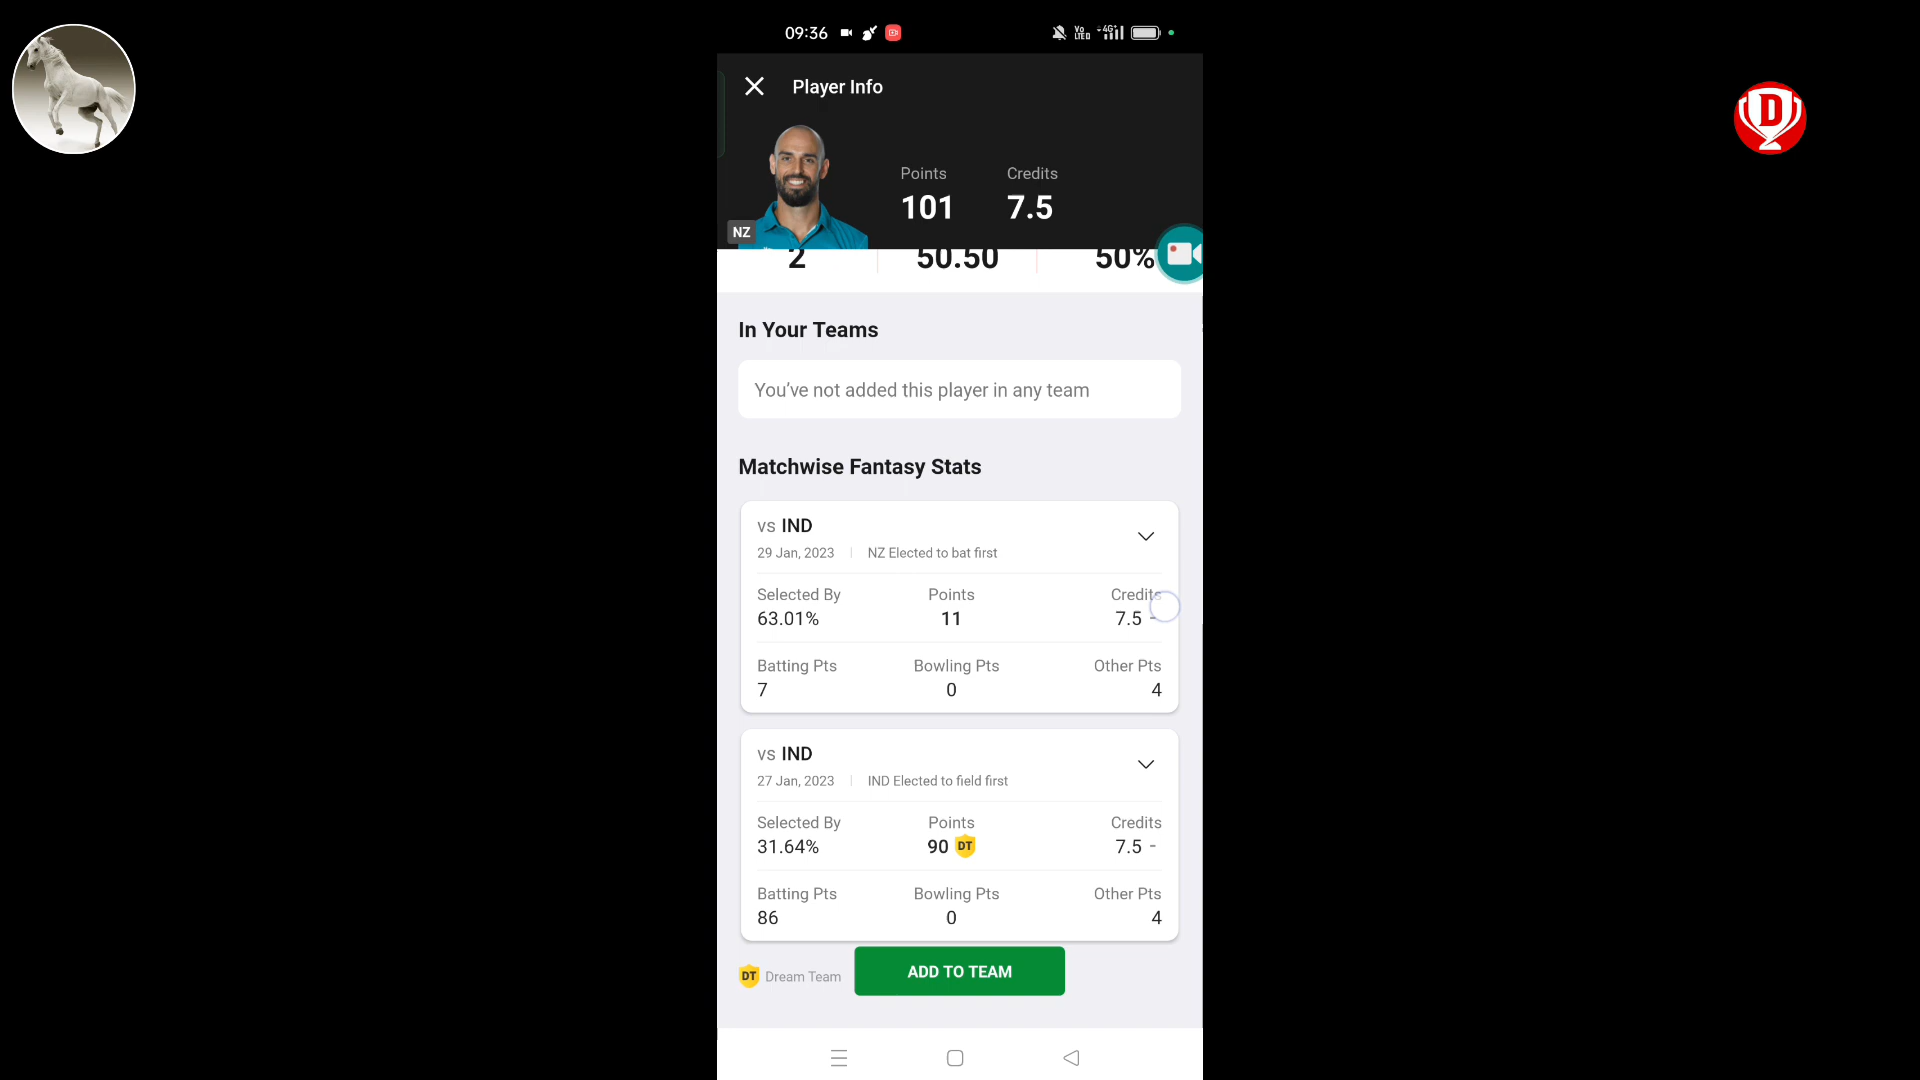 09:36
Vo
LTE
4G+
Player Info
Points
Credits
101
7.5
NZ
2
50.50
50%
In Your Teams
You've not added this player in any team
Matchwise Fantasy Stats
vs IND
29 Jan, 2023
NZ Elected to bat first
Selected By
Points
Credits
63.01%
11
7.5 -
Batting Pts
Bowling Pts
Other Pts
7
0
4
vs IND
27 Jan, 2023
IND Elected to field first
Selected By
Points
Credits
31.64%
90 DT
7.5 -
Batting Pts
Bowling Pts
Other Pts
86
0
4
DT Dream Team
ADD TO TEAM
D